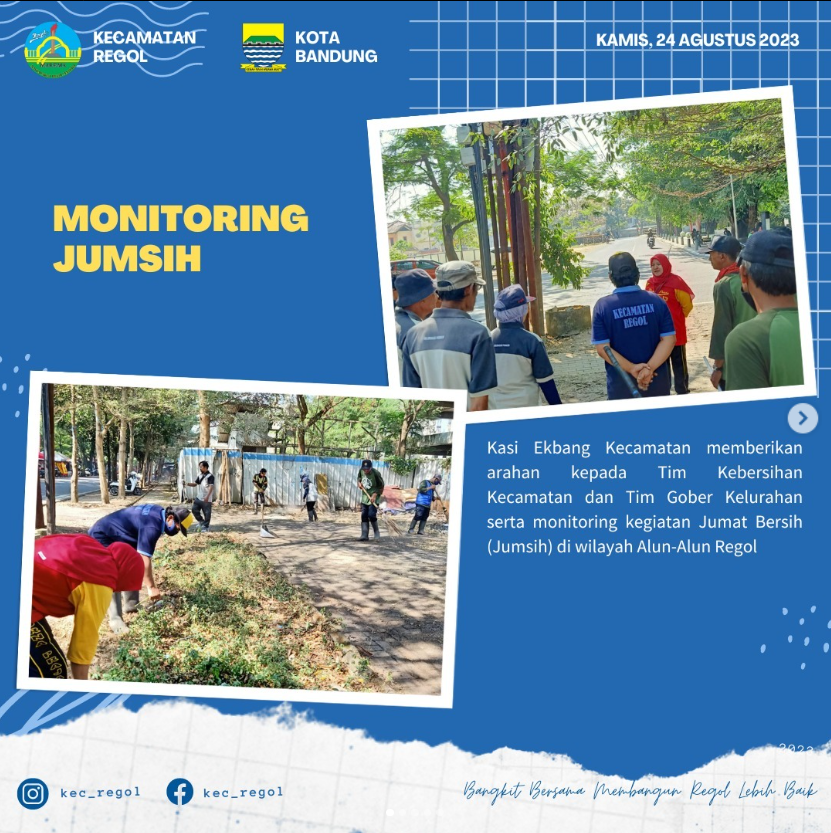 KECAMATAN
REGOL
KOTA
BANDUNG
KAMIS, 24 AGUSTUS 2023
MONITORING
JUMSIH
KECAMATAN
REGOL
Kasi Ekbang Kecamatan memberikan
arahan kepada Tim Kebersihan
Kecamatan dan Tim Gober Kelurahan
serta monitoring kegiatan Jumat Bersih
(Jumsih) di wilayah Alun-Alun Regol
kec_regol
kec_regol
Bangkit Bersama Membangun Regol Lebih Baik